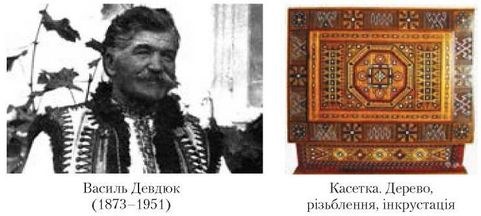 Василь Девдюк
(1873–1951)
Касетка. Дерево,
різьблення, інкрустація